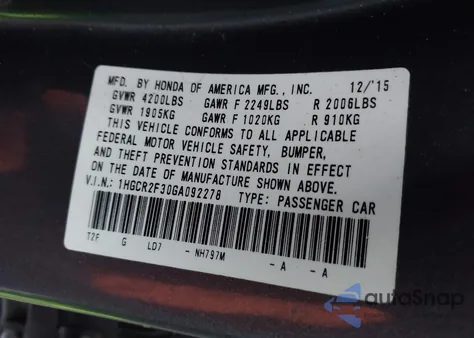 MFD. BY HONDA OF AMERICA MFG., INC. 12/'15
GVWR 4200LBS GAWR F 2249LBS R 2006LBS
GVWR 1905KG GAWR F 1020KG R 910KG
THIS VEHICLE CONFORMS TO ALL APPLICABLE
FEDERAL MOTOR VEHICLE SAFETY, BUMPER,
AND THEFT PREVENTION STANDARDS IN EFFECT
ON THE DATE OF MANUFACTURE SHOWN ABOVE.
V.I.N.: 1HGCR2F30GA092278 TYPE: PASSENGER CAR
T2F G LD7 - NH797M - A - A
autoSnap